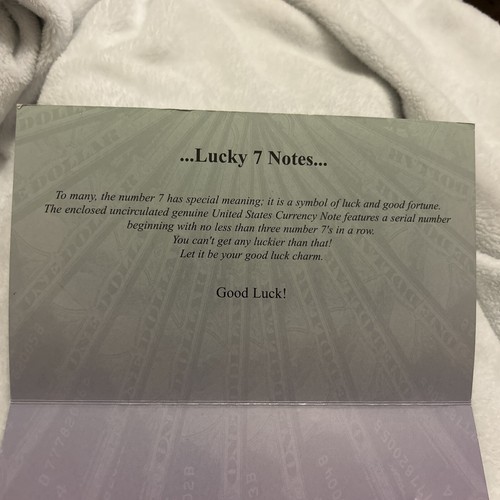 ...Lucky 7 Notes...
To many, the number 7 has special meaning; it is a symbol of luck and good fortune.
The enclosed uncirculated genuine United States Currency Note features a serial number
beginning with no less than three number 7's in a row.
You can't get any luckier than that!
Let it be your good luck charm.
Good Luck!